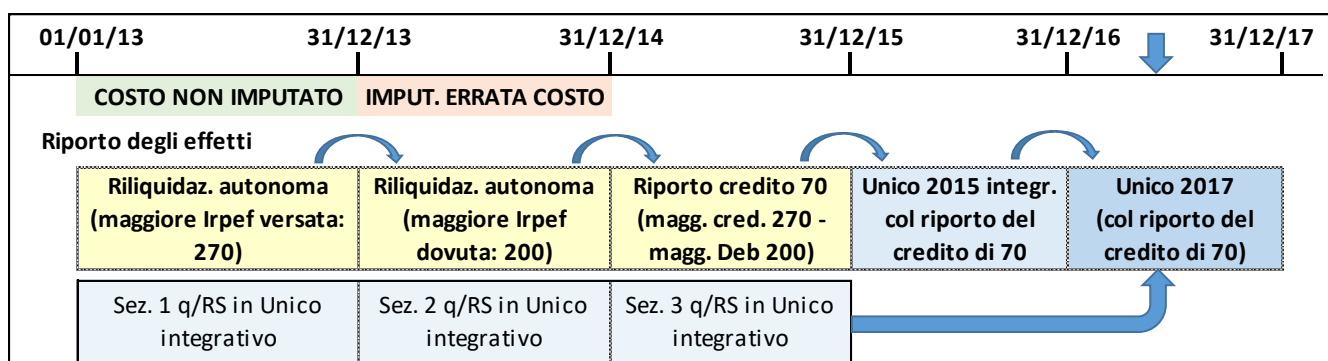 01/01/13 31/12/13 31/12/14 31/12/15 31/12/16 31/12/17
COSTO NON IMPUTATO IMPUT. ERRATA COSTO
Riporto degli effetti
Riliquidaz. autonoma
(maggiore Irpef versata:
270)
Riliquidaz. autonoma
(maggiore Irpef
dovuta: 200)
Riporto credito 70
(magg. cred. 270 -
magg. Deb 200)
Unico 2015 integr.
col riporto del
credito di 70
Unico 2017
(col riporto del
credito di 70)
Sez. 1 q/RS in Unico
integrativo
Sez. 2 q/RS in Unico
integrativo
Sez. 3 q/RS in Unico
integrativo